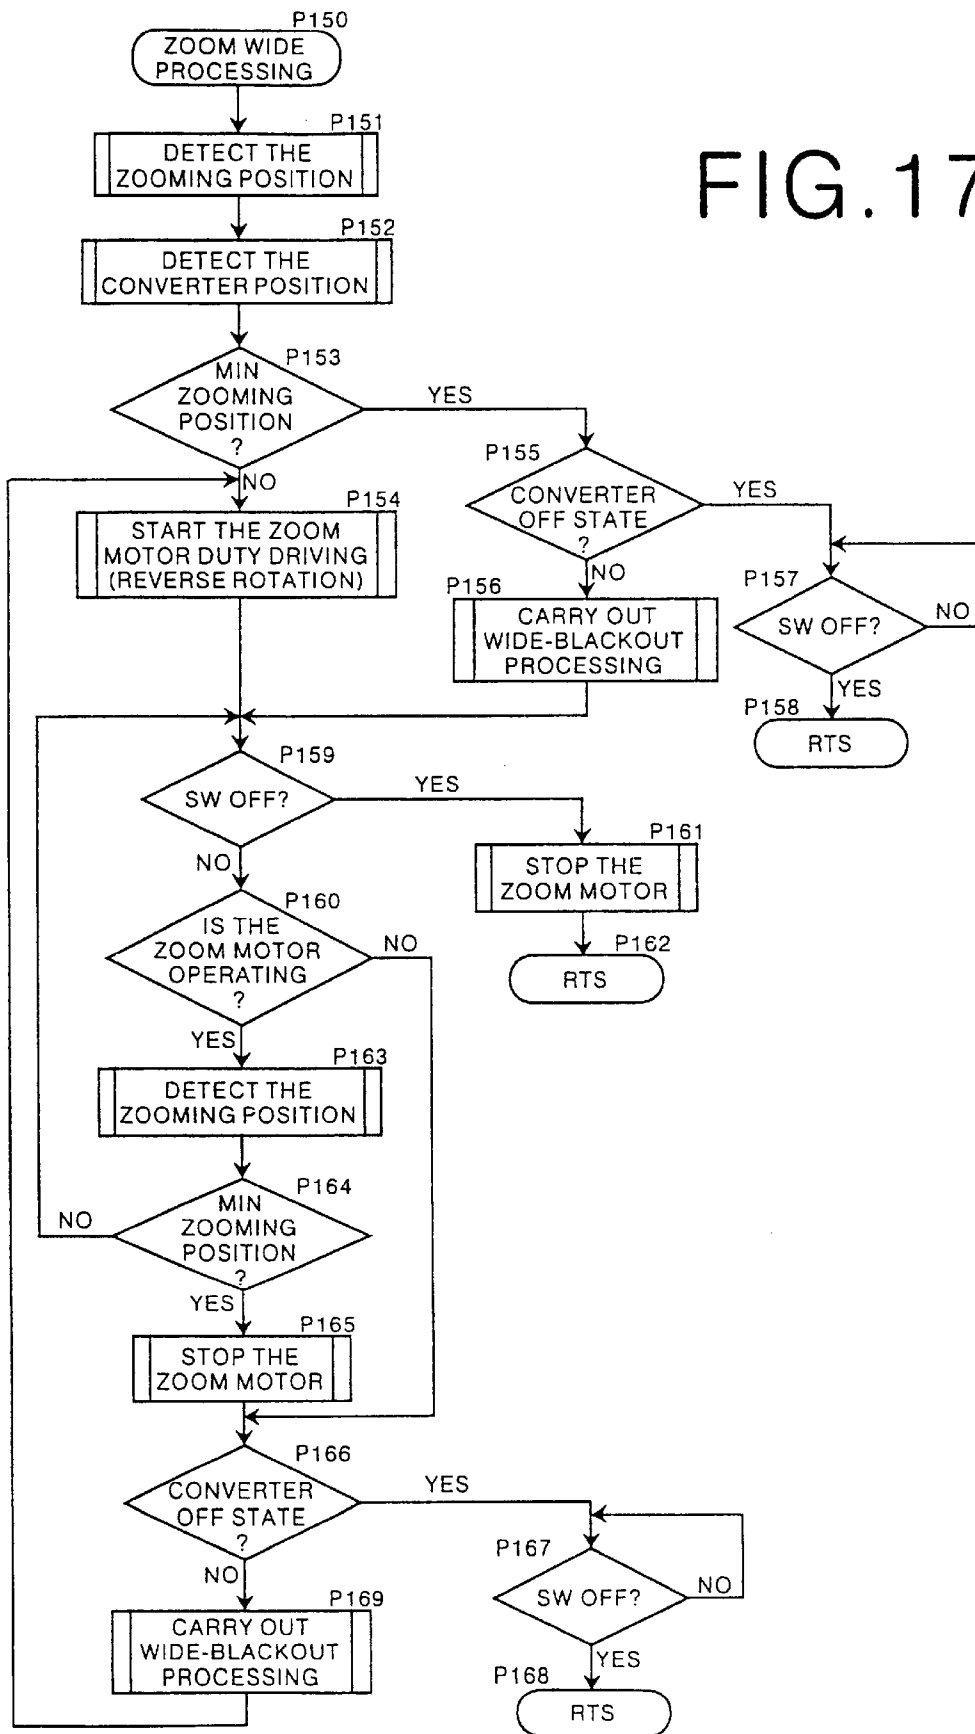 P150
ZOOM WIDE
PROCESSING
P151
DETECT THE
ZOOMING POSITION
FIG.17
P152
DETECT THE
CONVERTER POSITION
P153
MIN
ZOOMING
POSITION
?
YES
NO
P155
CONVERTER
OFF STATE
?
YES
NO
P154
START THE ZOOM
MOTOR DUTY DRIVING
(REVERSE ROTATION)
P156
CARRY OUT
WIDE-BLACKOUT
PROCESSING
P157
SW OFF?
NO
YES
P158
RTS
P159
SW OFF?
YES
NO
P161
STOP THE
ZOOM MOTOR
P160
IS THE
ZOOM MOTOR
OPERATING
?
NO
YES
P162
RTS
P163
DETECT THE
ZOOMING POSITION
P164
MIN
ZOOMING
POSITION
?
NO
YES
P165
STOP THE
ZOOM MOTOR
P166
CONVERTER
OFF STATE
?
YES
NO
P167
SW OFF?
NO
YES
P169
CARRY OUT
WIDE-BLACKOUT
PROCESSING
P168
RTS